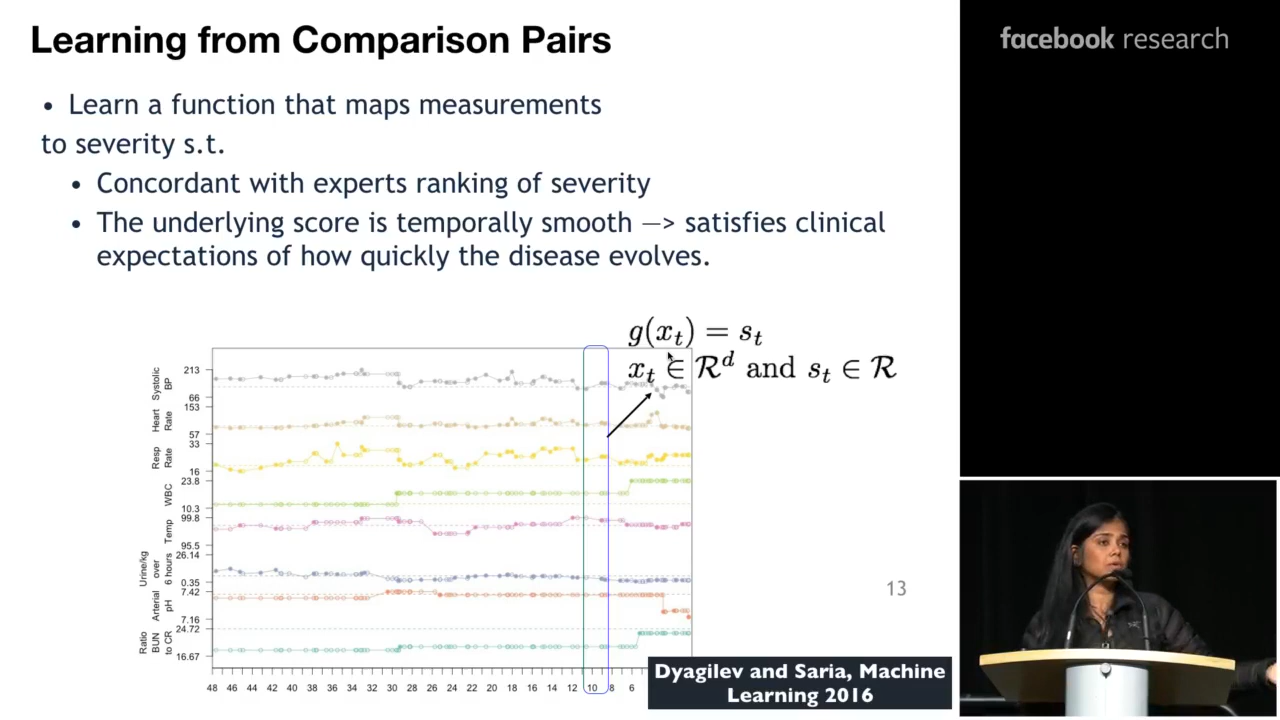 Learning from Comparison Pairs
facebook research
• Learn a function that maps measurements
to severity s.t.
• Concordant with experts ranking of severity
• The underlying score is temporally smooth —> satisfies clinical
expectations of how quickly the disease evolves.
g(x_t) = s_t
x_t ∈ R^d and s_t ∈ R
Systolic
BP
213
66
Heart
Rate
153
57
Resp
Rate
33
16
WBC
23.8
10.3
Temp
99.8
95.5
Urine/kg
over
6 hours
26.14
0.35
Arterial
pH
7.42
7.16
Ratio
BUN
to CR
24.72
16.67
48 46 44 42 40 38 36 34 32 30 28 26 24 22 20 18 16 14 12 10 8 6
13
Dyagilev and Saria, Machine
Learning 2016